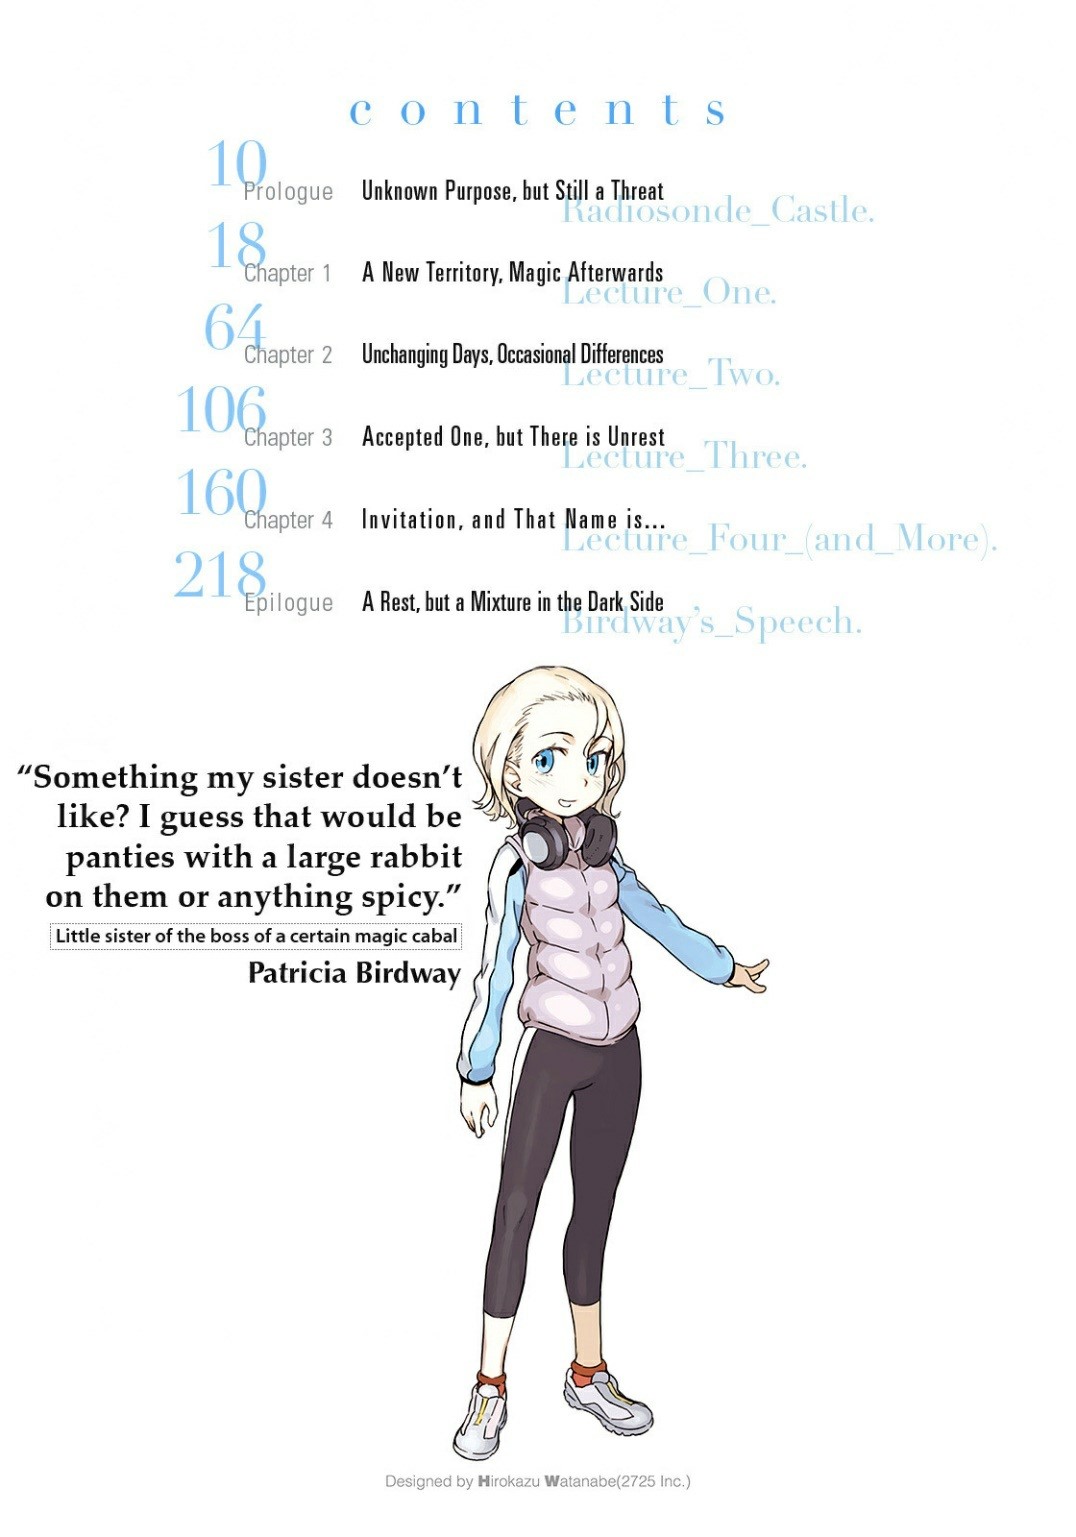 contents
10
Prologue Unknown Purpose, but Still a Threat
Radiosonde_Castle.
18
Chapter 1 A New Territory, Magic Afterwards
Lecture_One.
64
Chapter 2 Unchanging Days, Occasional Differences
Lecture_Two.
106
Chapter 3 Accepted One, but There is Unrest
Lecture_Three.
160
Chapter 4 Invitation, and That Name is...
Lecture_Four_(and_More).
218
Epilogue A Rest, but a Mixture in the Dark Side
Birdway's_Speech.
“Something my sister doesn't
like? I guess that would be
panties with a large rabbit
on them or anything spicy.”
Little sister of the boss of a certain magic cabal
Patricia Birdway
Designed by Hirokazu Watanabe(2725 Inc.)